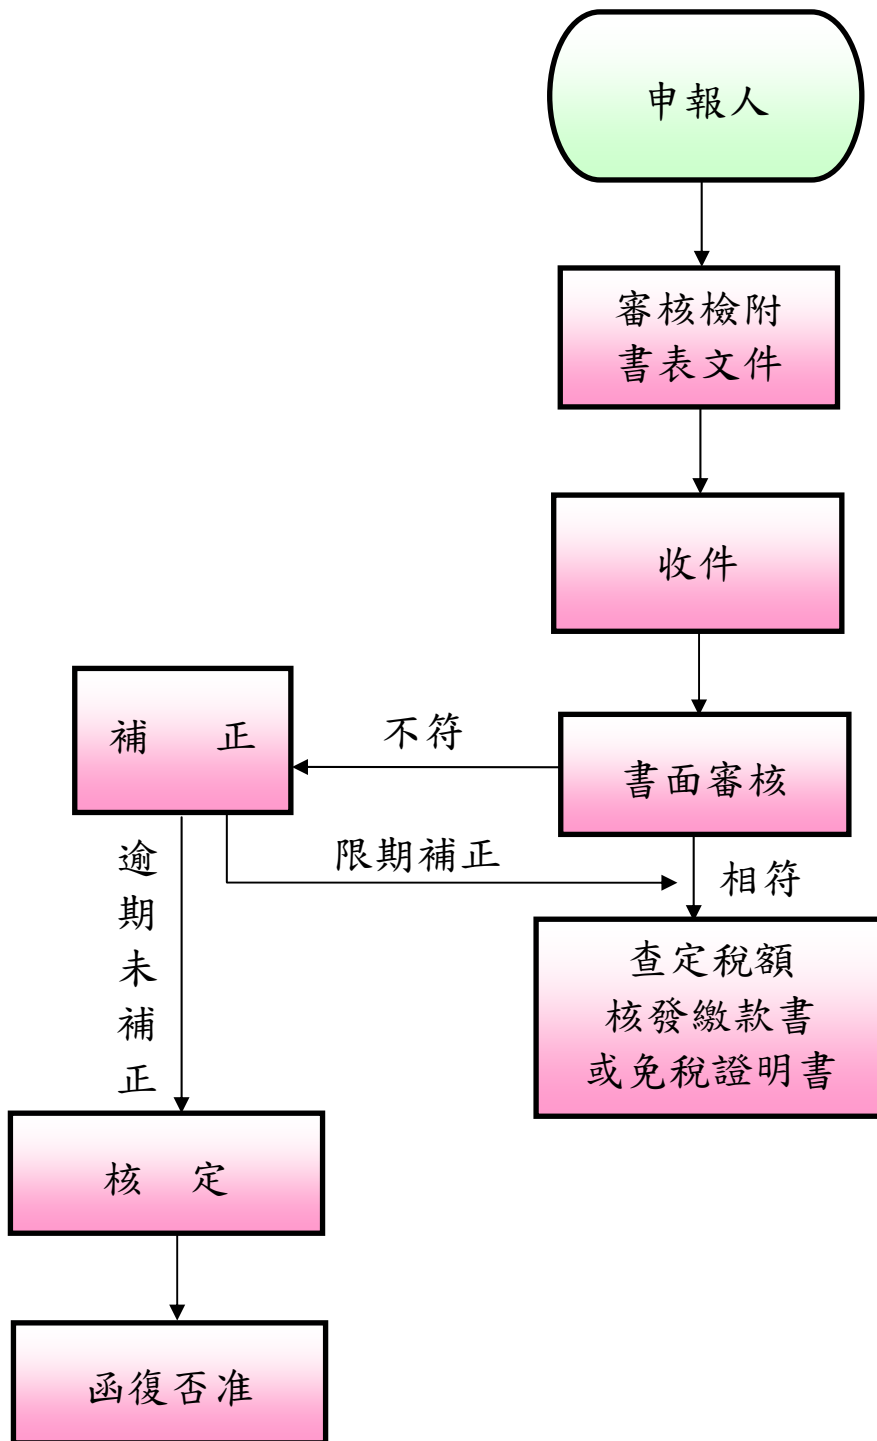 申報人
審核檢附
書表文件
收件
補 正
不符
書面審核
逾期未補正
限期補正
相符
查定稅額
核發繳款書
或免稅證明書
核 定
函復否准